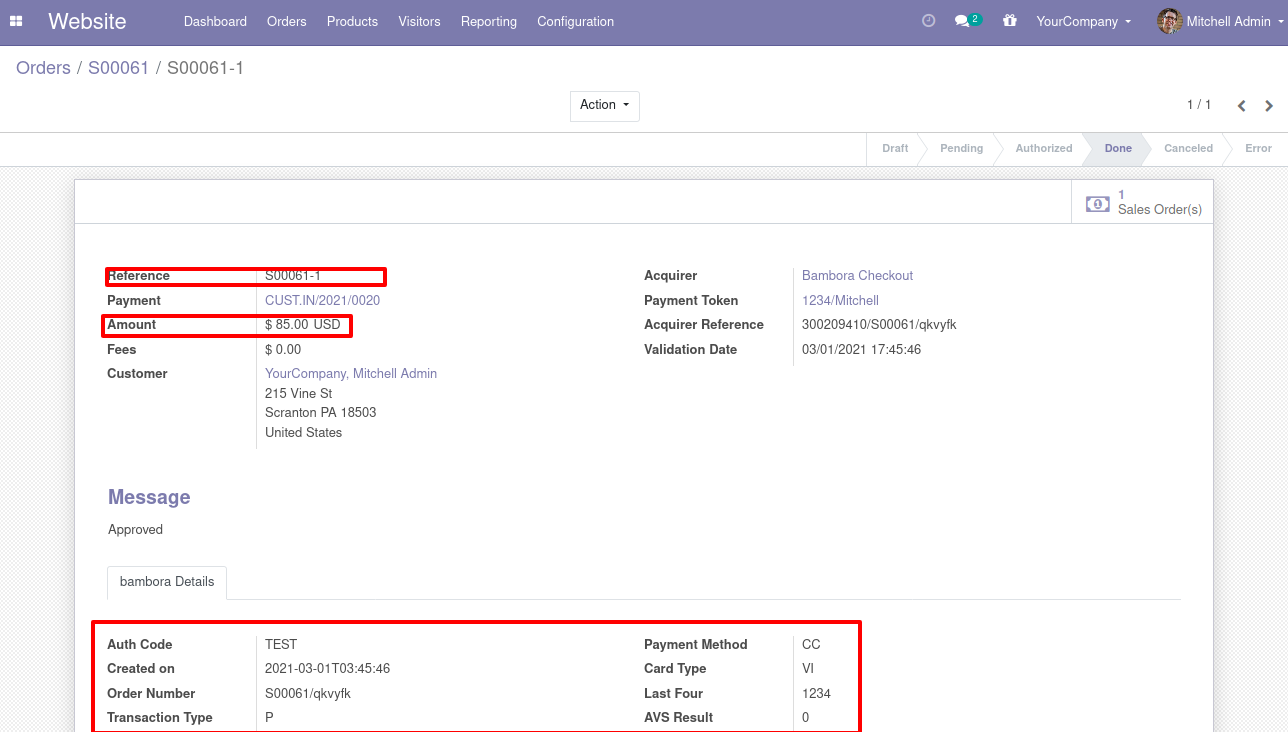 Website Dashboard Orders Products Visitors Reporting Configuration 2 YourCompany Mitchell Admin
Orders / S00061 / S00061-1
Action 1 / 1
Draft Pending Authorized Done Canceled Error
1
Sales Order(s)
Reference S00061-1
Payment CUST.IN/2021/0020
Amount $ 85.00 USD
Fees $ 0.00
Customer YourCompany, Mitchell Admin
215 Vine St
Scranton PA 18503
United States
Acquirer Bambora Checkout
Payment Token 1234/Mitchell
Acquirer Reference 300209410/S00061/qkvyfk
Validation Date 03/01/2021 17:45:46
Message
Approved
bambora Details
Auth Code TEST
Created on 2021-03-01T03:45:46
Order Number S00061/qkvyfk
Transaction Type P
Payment Method CC
Card Type VI
Last Four 1234
AVS Result 0